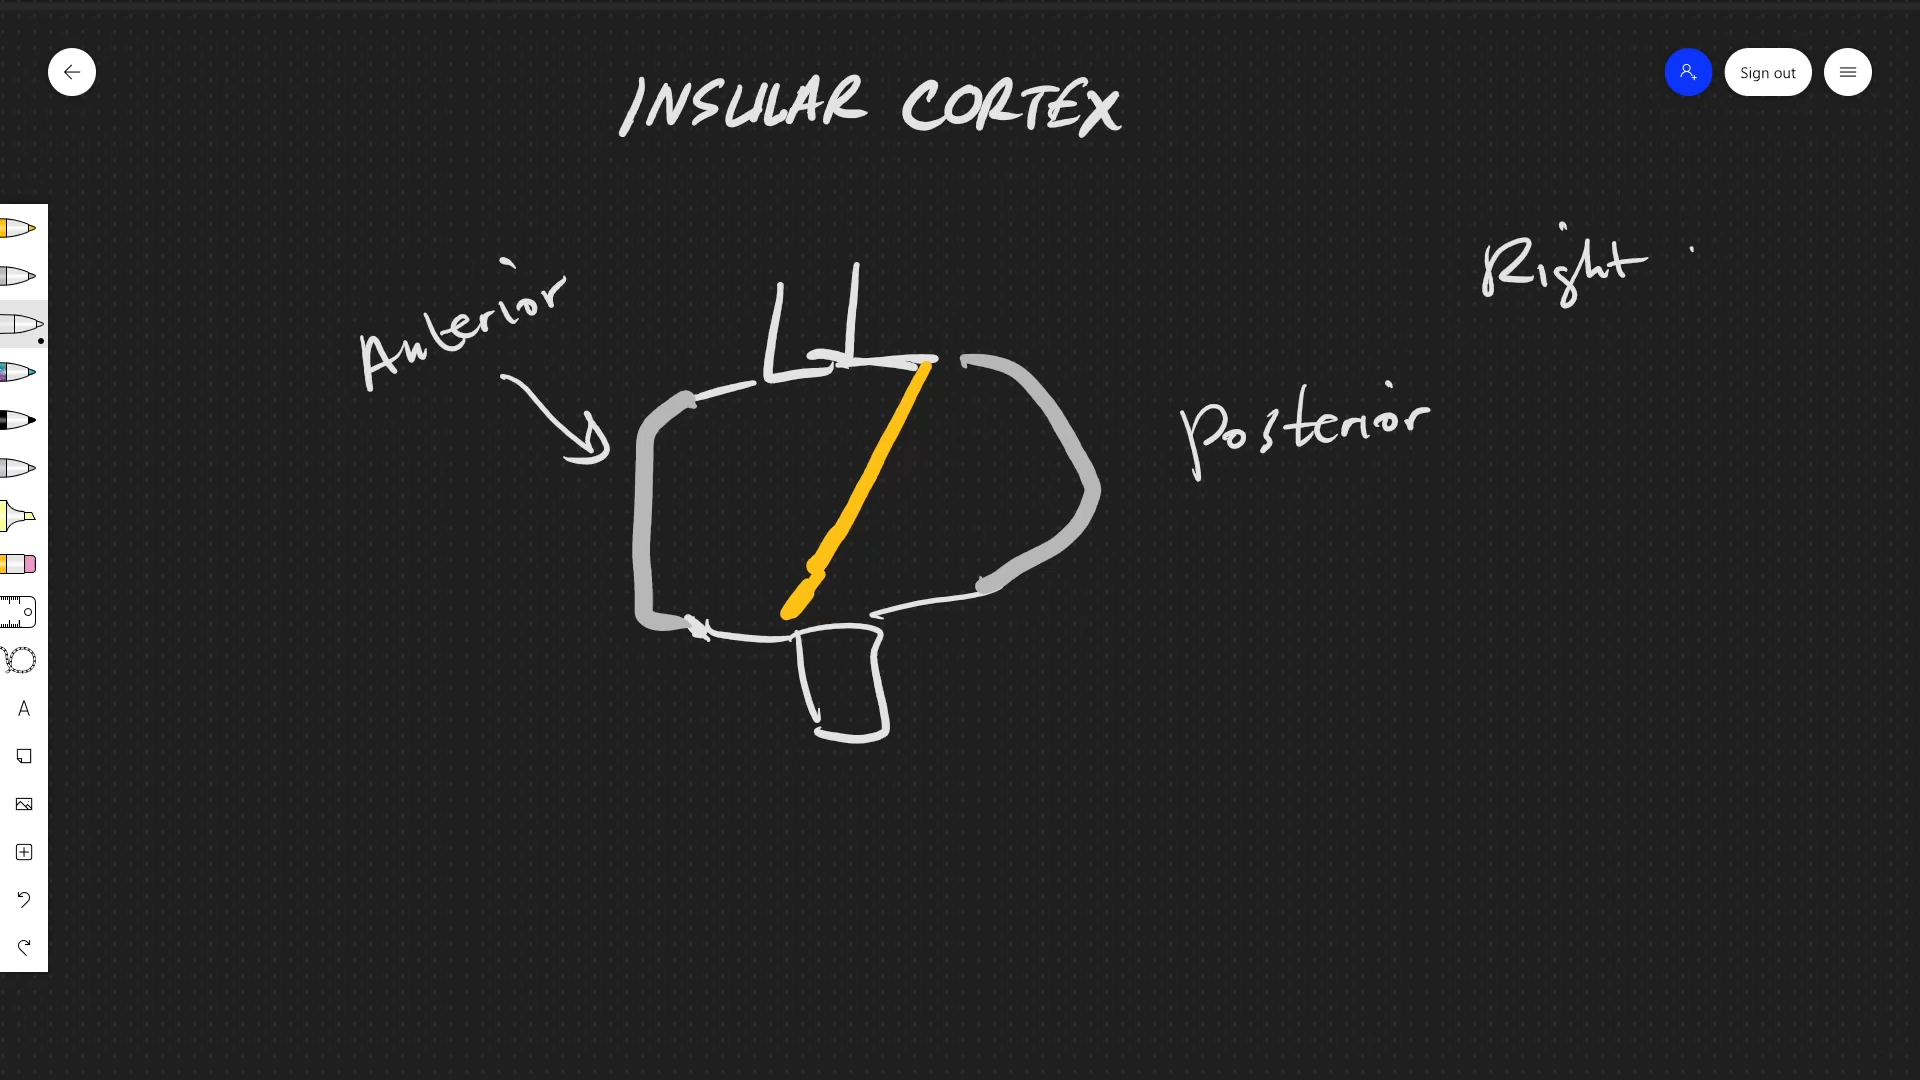 INSULAR CORTEX
Sign out
Right
Anterior
Posterior
A